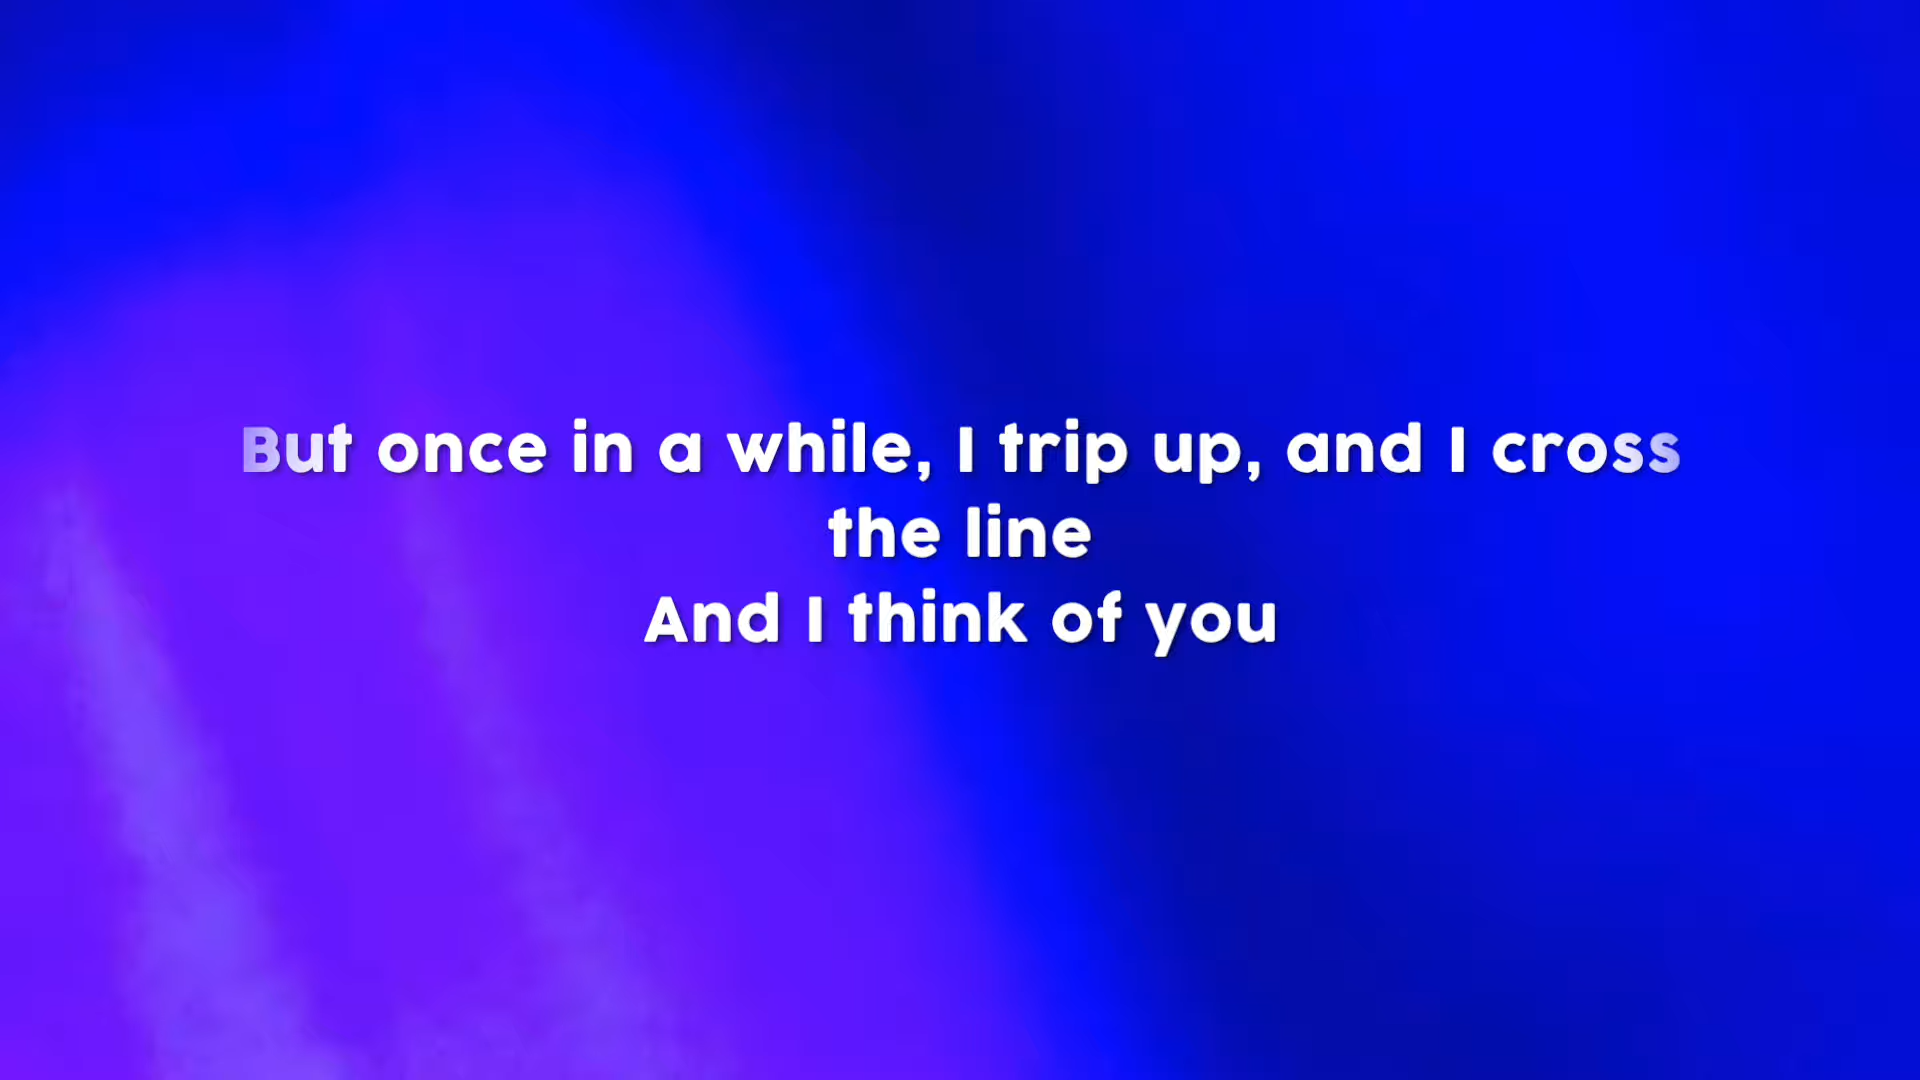 But once in a while, I trip up, and I cross
the line
And I think of you